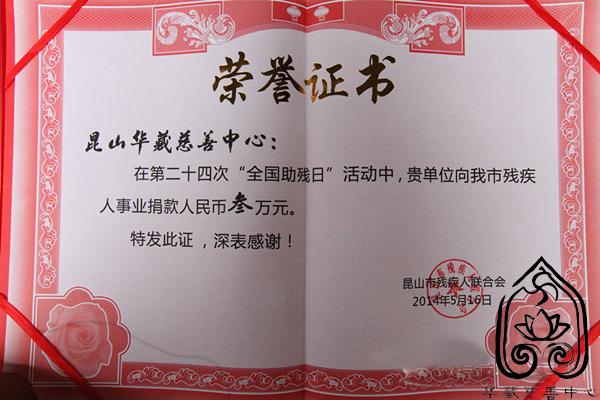 荣誉证书
昆山华藏慈善中心：
在第二十四次“全国助残日”活动中，贵单位向我市残疾
人事业捐款人民币叁万元。
特发此证，深表感谢！
昆山市残疾人联合会
2014年5月16日
华藏慈善中心